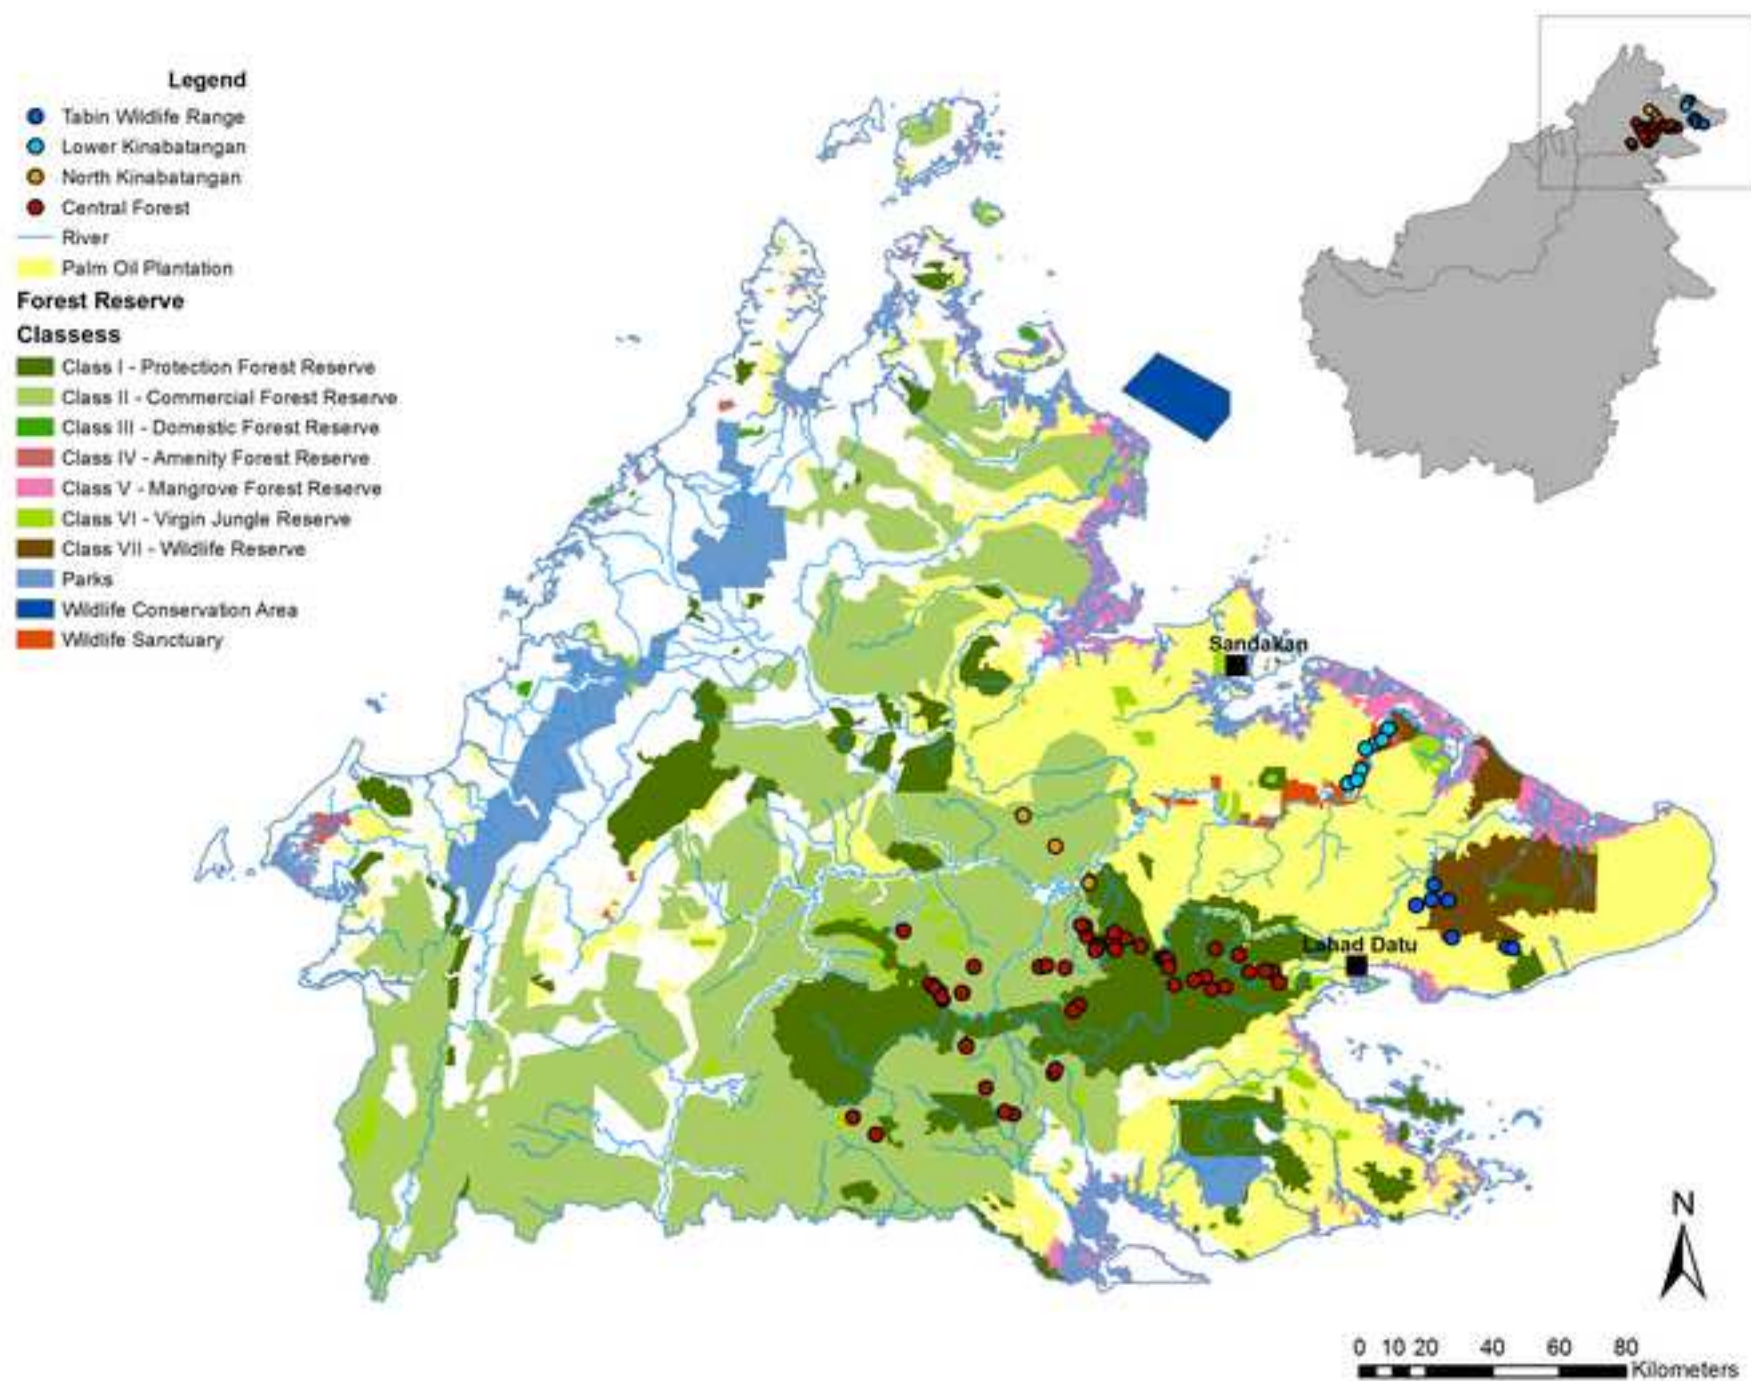 Legend
Tabin Wildlife Range
Lower Kinabatangan
North Kinabatangan
Central Forest
River
Palm Oil Plantation
Forest Reserve
Classess
Class I - Protection Forest Reserve
Class II - Commercial Forest Reserve
Class III - Domestic Forest Reserve
Class IV - Amenity Forest Reserve
Class V - Mangrove Forest Reserve
Class VI - Virgin Jungle Reserve
Class VII - Wildlife Reserve
Parks
Wildlife Conservation Area
Wildlife Sanctuary
Sandakan
Lahad Datu
N
0 10 20 40 60 80
Kilometers